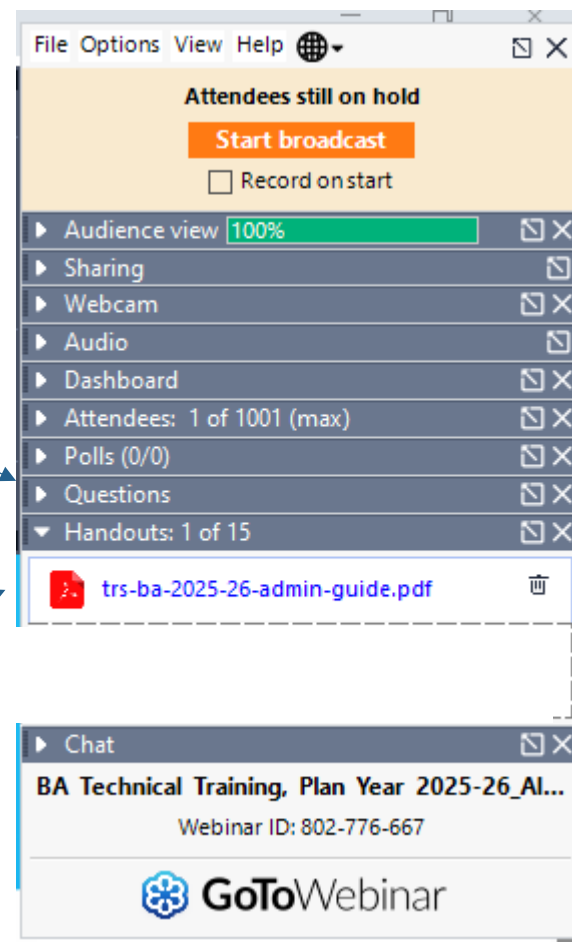 File Options View Help
Attendees still on hold
Start broadcast
Record on start
Audience view 100%
Sharing
Webcam
Audio
Dashboard
Attendees: 1 of 1001 (max)
Polls (0/0)
Questions
Handouts: 1 of 15
trs-ba-2025-26-admin-guide.pdf
Chat
BA Technical Training, Plan Year 2025-26_Al...
Webinar ID: 802-776-667
GoToWebinar